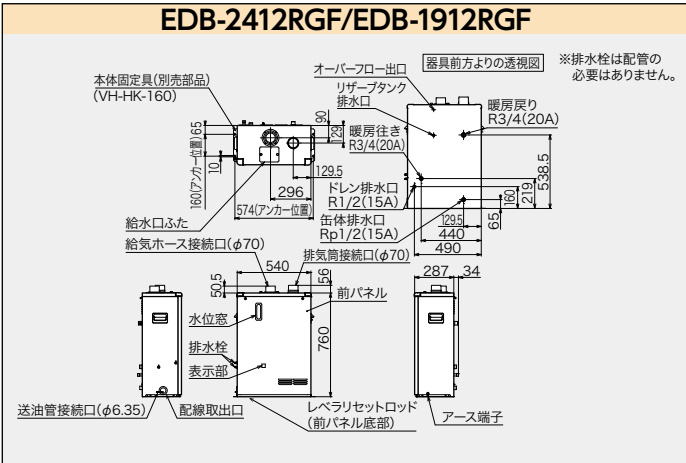 EDB-2412RGF/EDB-1912RGF
器具前方よりの透視図
※排水栓は配管の
必要はありません。
本体固定具(別売部品)
(VH-HK-160)
65
160(アンカー位置)
10
90
129
129.5
296
574(アンカー位置)
給水口ふた
オーバーフロー出口
リザーブタンク
排水口
暖房往き
R3/4(20A)
暖房戻り
R3/4(20A)
ドレン排水口
R1/2(15A)
缶体排水口
Rp1/2(15A)
129.5
440
490
65
160
219
538.5
給気ホース接続口(φ70)
排気筒接続口(φ70)
540
50.5
56
前パネル
水位窓
排水栓
表示部
760
287
34
送油管接続口(φ6.35)
配線取出口
レベラリセットロッド
(前パネル底部)
アース端子